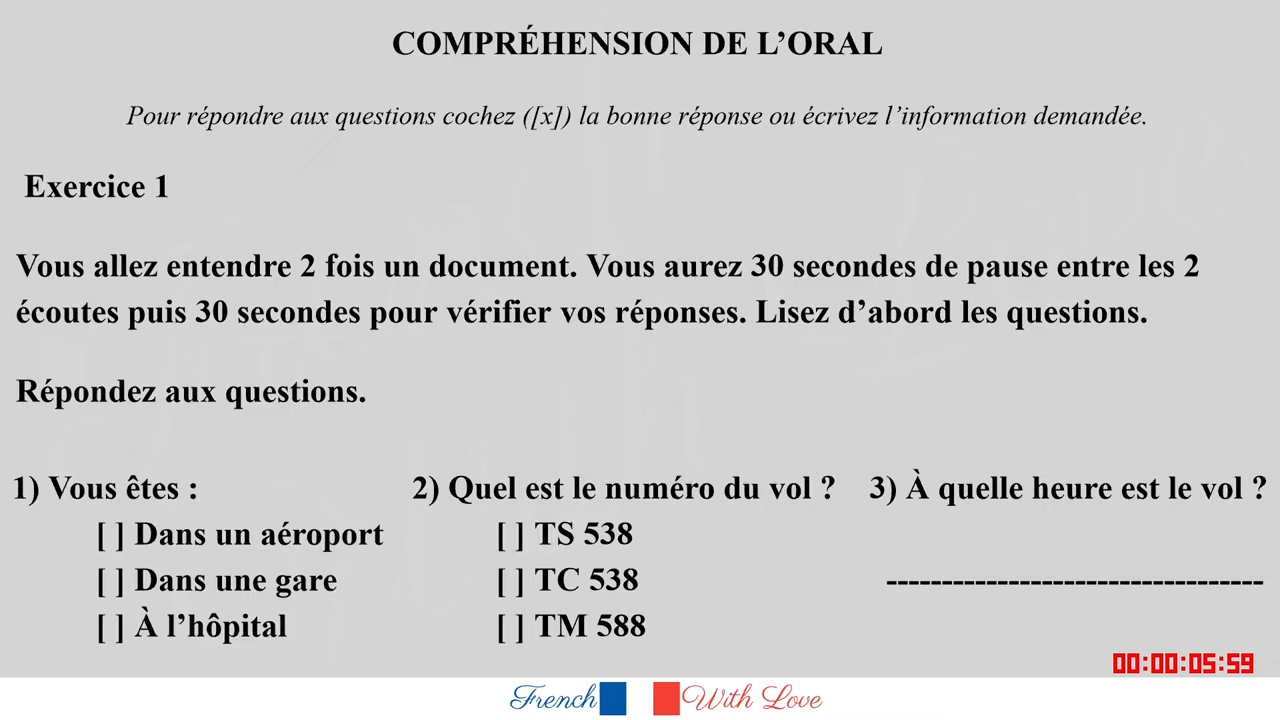 COMPRÉHENSION DE L’ORAL
Pour répondre aux questions cochez ([x]) la bonne réponse ou écrivez l’information demandée.
Exercice 1
Vous allez entendre 2 fois un document. Vous aurez 30 secondes de pause entre les 2
écoutes puis 30 secondes pour vérifier vos réponses. Lisez d’abord les questions.
Répondez aux questions.
1) Vous êtes :
[ ] Dans un aéroport
[ ] Dans une gare
[ ] À l’hôpital
2) Quel est le numéro du vol ?
[ ] TS 538
[ ] TC 538
[ ] TM 588
3) À quelle heure est le vol ?
----------------------------------
00:00:05:59
French With Love